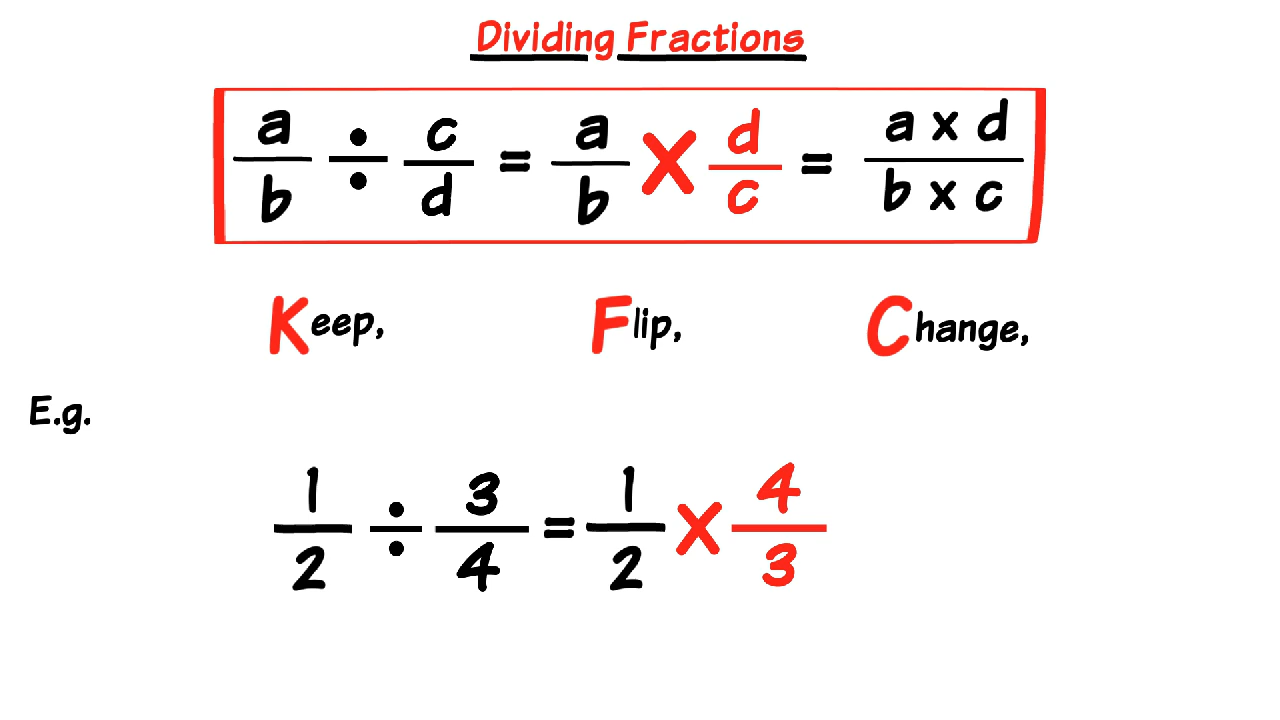 Dividing Fractions
a/b ÷ c/d = a/b x d/c = a x d/b x c
Keep, Flip, Change,
E.g.
1/2 ÷ 3/4 = 1/2 x 4/3